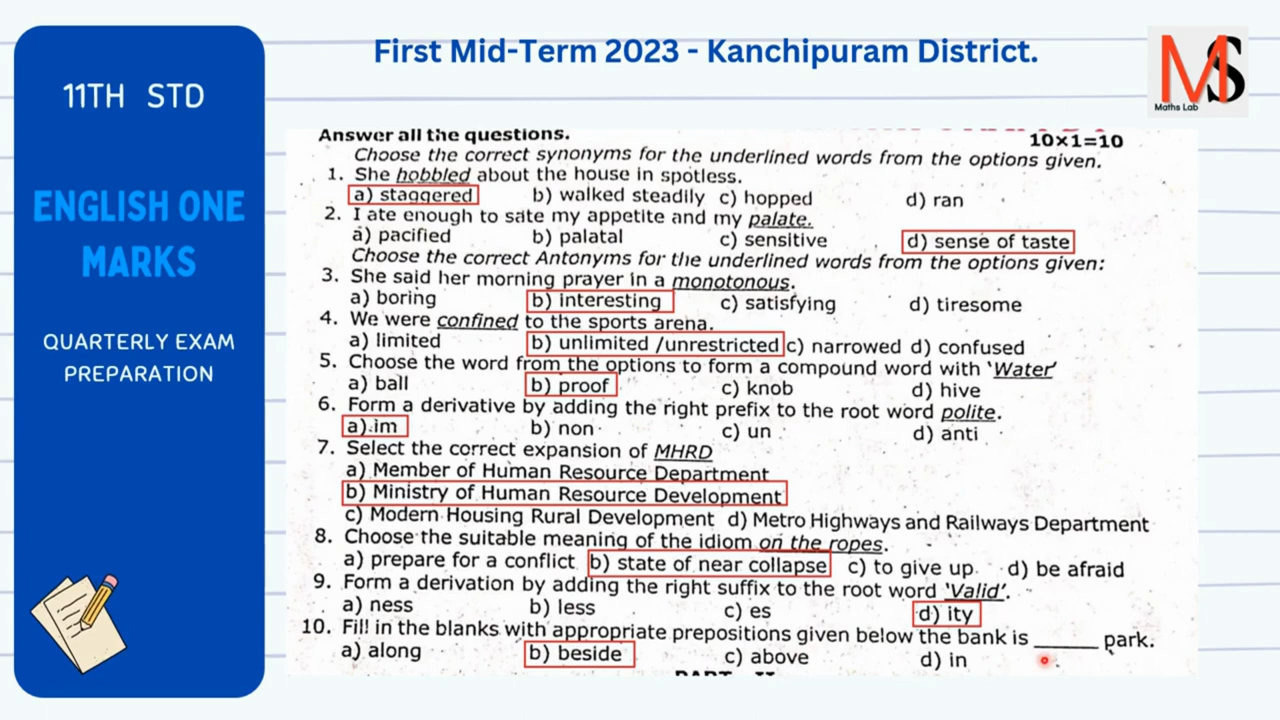 First Mid-Term 2023 - Kanchipuram District.
MS
Maths Lab
11TH STD
ENGLISH ONE
MARKS
QUARTERLY EXAM
PREPARATION
Answer all the questions. 10×1=10
Choose the correct synonyms for the underlined words from the options given.
1. She hobbled about the house in spotless.
a) staggered b) walked steadily c) hopped d) ran
2. I ate enough to sate my appetite and my palate.
a) pacified b) palatal c) sensitive d) sense of taste
Choose the correct Antonyms for the underlined words from the options given:
3. She said her morning prayer in a monotonous.
a) boring b) interesting c) satisfying d) tiresome
4. We were confined to the sports arena.
a) limited b) unlimited /unrestricted c) narrowed d) confused
5. Choose the word from the options to form a compound word with 'Water'
a) ball b) proof c) knob d) hive
6. Form a derivative by adding the right prefix to the root word polite.
a) im b) non c) un d) anti
7. Select the correct expansion of MHRD
a) Member of Human Resource Department
b) Ministry of Human Resource Development
c) Modern Housing Rural Development d) Metro Highways and Railways Department
8. Choose the suitable meaning of the idiom on the ropes.
a) prepare for a conflict b) state of near collapse c) to give up d) be afraid
9. Form a derivation by adding the right suffix to the root word 'Valid'.
a) ness b) less c) es d) ity
10. Fill in the blanks with appropriate prepositions given below the bank is ______ park.
a) along b) beside c) above d) in